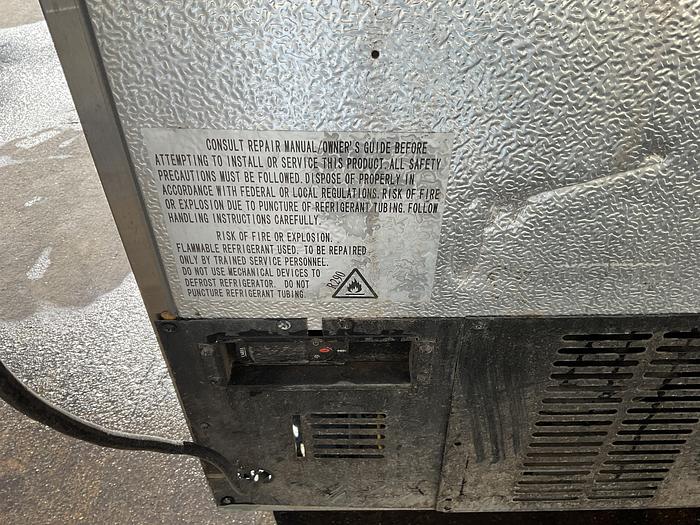 CONSULT REPAIR MANUAL/OWNER'S GUIDE BEFORE
ATTEMPTING TO INSTALL OR SERVICE THIS PRODUCT. ALL SAFETY
PRECAUTIONS MUST BE FOLLOWED. DISPOSE OF PROPERLY IN
ACCORDANCE WITH FEDERAL OR LOCAL REGULATIONS. RISK OF FIRE
OR EXPLOSION DUE TO PUNCTURE OF REFRIGERANT TUBING. FOLLOW
HANDLING INSTRUCTIONS CAREFULLY.
RISK OF FIRE OR EXPLOSION.
FLAMMABLE REFRIGERANT USED. TO BE REPAIRED
ONLY BY TRAINED SERVICE PERSONNEL.
DO NOT USE MECHANICAL DEVICES TO
DEFROST REFRIGERATOR. DO NOT
PUNCTURE REFRIGERANT TUBING.
R290